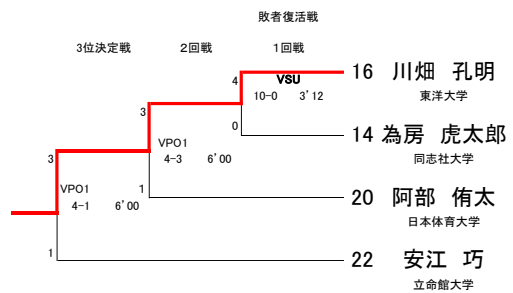 敗者復活戦
3位決定戦 2回戦 1回戦
4 VSU 16 川畑 孔明
10-0 3'12 東洋大学
3
0 14 為房 虎太郎
VPO1
3 4-3 6'00 同志社大学
VPO1 1 20 阿部 侑太
4-1 6'00 日本体育大学
1 22 安江 巧
立命館大学